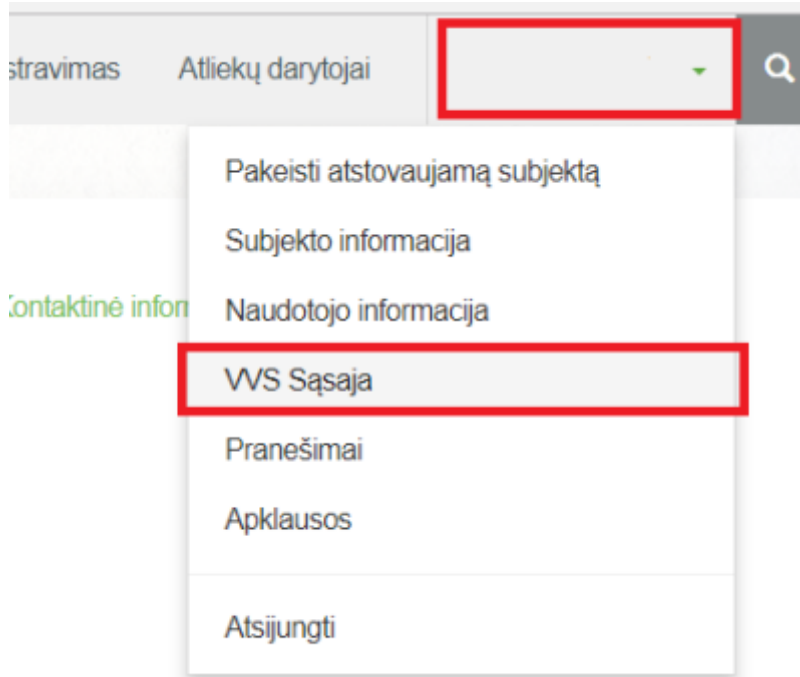 stravimas Atliekų darytojai
Pakeisti atstovaujamą subjektą
Subjekto informacija
Kontaktinė infor
Naudotojo informacija
VVS Sąsaja
Pranešimai
Apklausos
Atsijungti